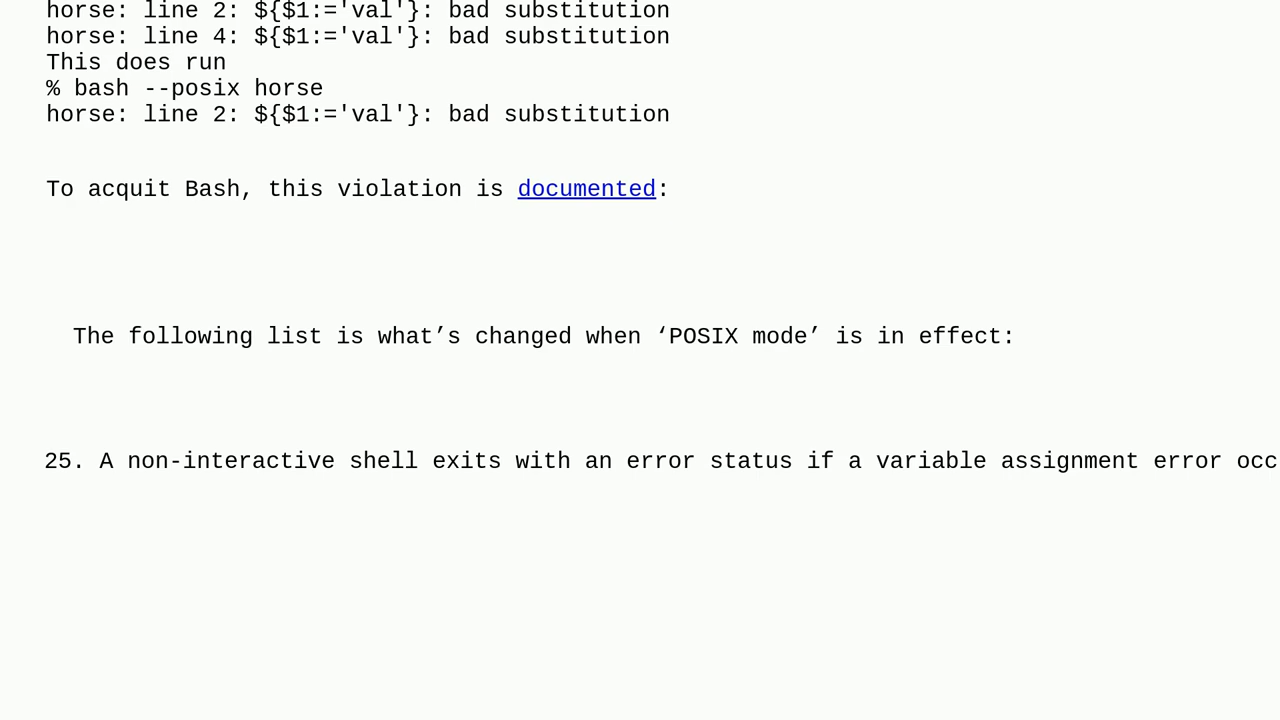 horse: line 2: ${$1:='val'}: bad substitution
horse: line 4: ${$1:='val'}: bad substitution
This does run
% bash --posix horse
horse: line 2: ${$1:='val'}: bad substitution
To acquit Bash, this violation is documented:
The following list is what’s changed when ‘POSIX mode’ is in effect:
25. A non-interactive shell exits with an error status if a variable assignment error occ